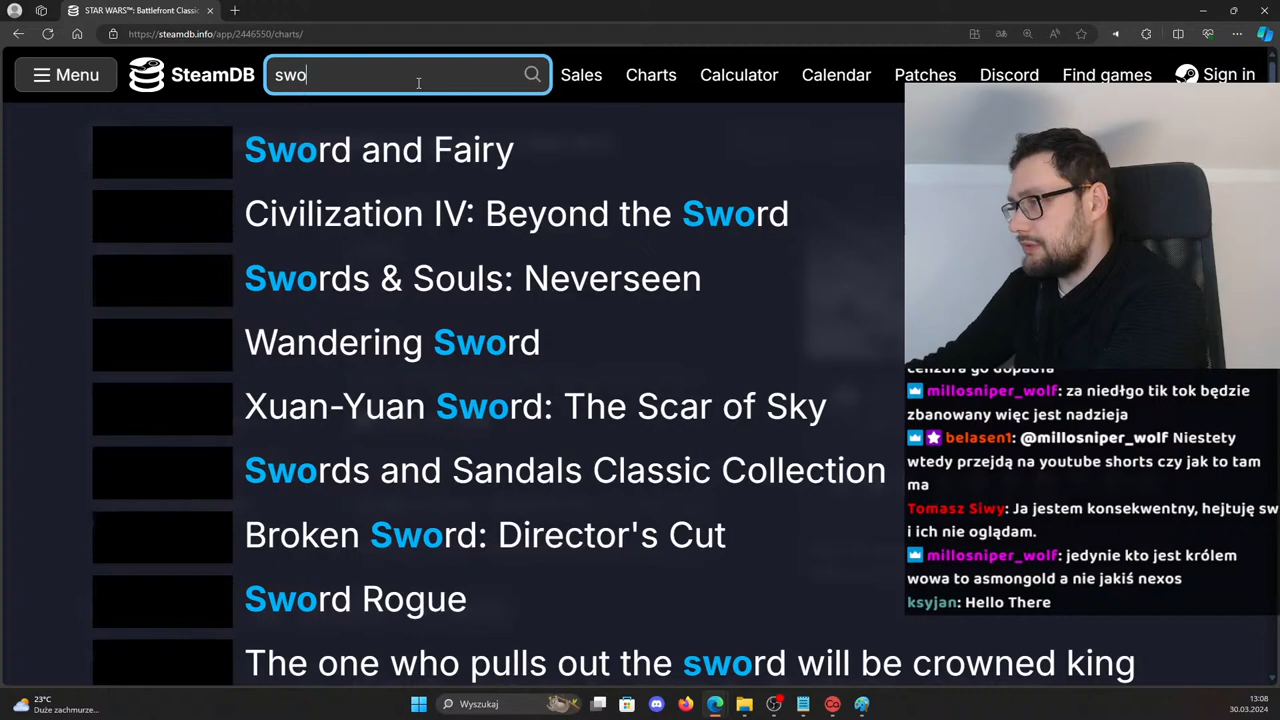 STAR WARS™: Battlefront Classic
https://steamdb.info/app/2446550/charts/
Menu
SteamDB
swo
Sales
Charts
Calculator
Calendar
Patches
Discord
Find games
Sign in
Sword and Fairy
Civilization IV: Beyond the Sword
Swords & Souls: Neverseen
Wandering Sword
Xuan-Yuan Sword: The Scar of Sky
Swords and Sandals Classic Collection
Broken Sword: Director's Cut
Sword Rogue
The one who pulls out the sword will be crowned king
cenzura go dopadła
millosniper_wolf: za niedłgo tik tok będzie
zbanowany więc jest nadzieja
belasen1: @millosniper_wolf Niestety
wtedy przejdą na youtube shorts czy jak to tam
ma
Tomasz Siwy: Ja jestem konsekwentny, hejtuję sw
i ich nie oglądam.
millosniper_wolf: jedynie kto jest królem
wowa to asmongold a nie jakiś nexos
ksyjan: Hello There
23°C
Duże zachmurze...
Wyszukaj
13:08
30.03.2024